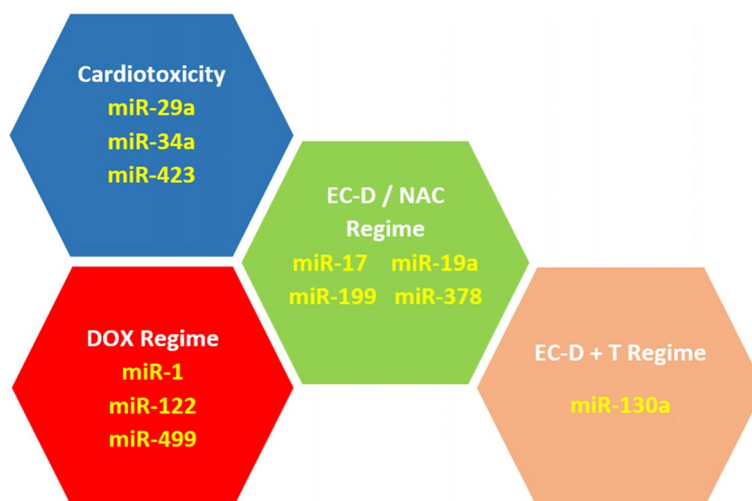 Cardiotoxicity
miR-29a
miR-34a
miR-423
EC-D / NAC
Regime
miR-17 miR-19a
miR-199 miR-378
DOX Regime
miR-1
miR-122
miR-499
EC-D + T Regime
miR-130a